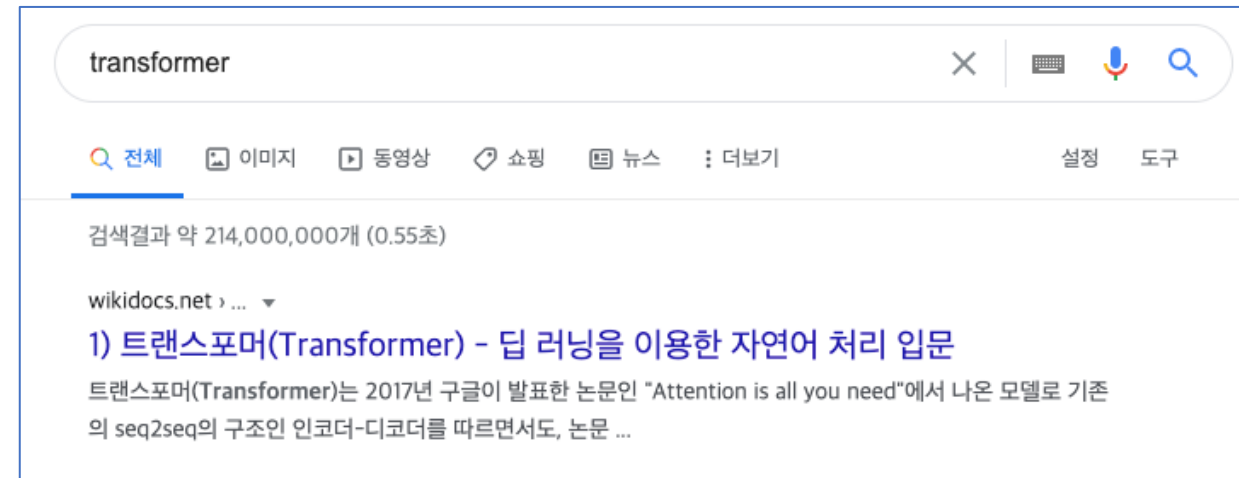 transformer
전체 이미지 동영상 쇼핑 뉴스 더보기 설정 도구
검색결과 약 214,000,000개 (0.55초)
wikidocs.net › ...
1) 트랜스포머(Transformer) - 딥 러닝을 이용한 자연어 처리 입문
트랜스포머(Transformer)는 2017년 구글이 발표한 논문인 "Attention is all you need"에서 나온 모델로 기존
의 seq2seq의 구조인 인코더-디코더를 따르면서도, 논문 ...